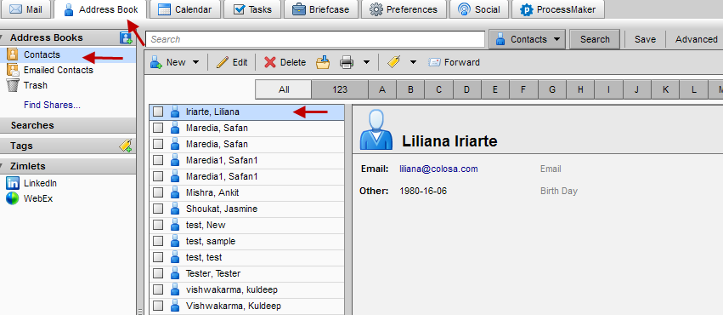 Mail Address Book Calendar Tasks Briefcase Preferences Social ProcessMaker
Address Books
Contacts
Emailed Contacts
Trash
Find Shares...
Searches
Tags
Zimlets
LinkedIn
WebEx
Search Contacts Search Save Advanced
New Edit Delete Forward
All 123 A B C D E F G H I J K L
Iriarte, Liliana
Maredia, Safan
Maredia, Safan
Maredia1, Safan1
Maredia1, Safan1
Mishra, Ankit
Shoukat, Jasmine
test, New
test, sample
test, test
Tester, Tester
vishwakarma, kuldeep
Vishwakarma, Kuldeep
Liliana Iriarte
Email: liliana@colosa.com Email
Other: 1980-16-06 Birth Day